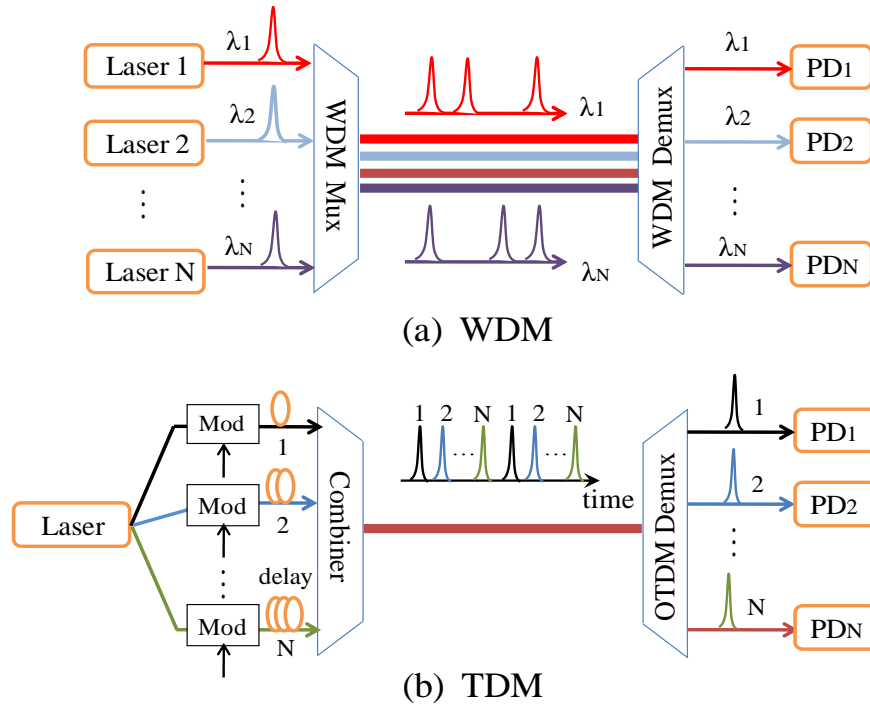 λ1
Laser 1
λ2
Laser 2
⋮
⋮
λN
Laser N
WDM Mux
λ1
λN
WDM Demux
λ1
PD1
λ2
PD2
⋮
⋮
λN
PDN
(a) WDM
Laser
Mod
1
Mod
2
⋮
delay
Mod
N
Combiner
1 2 N 1 2 N
... ...
time
OTDM Demux
1
PD1
2
PD2
⋮
N
PDN
(b) TDM